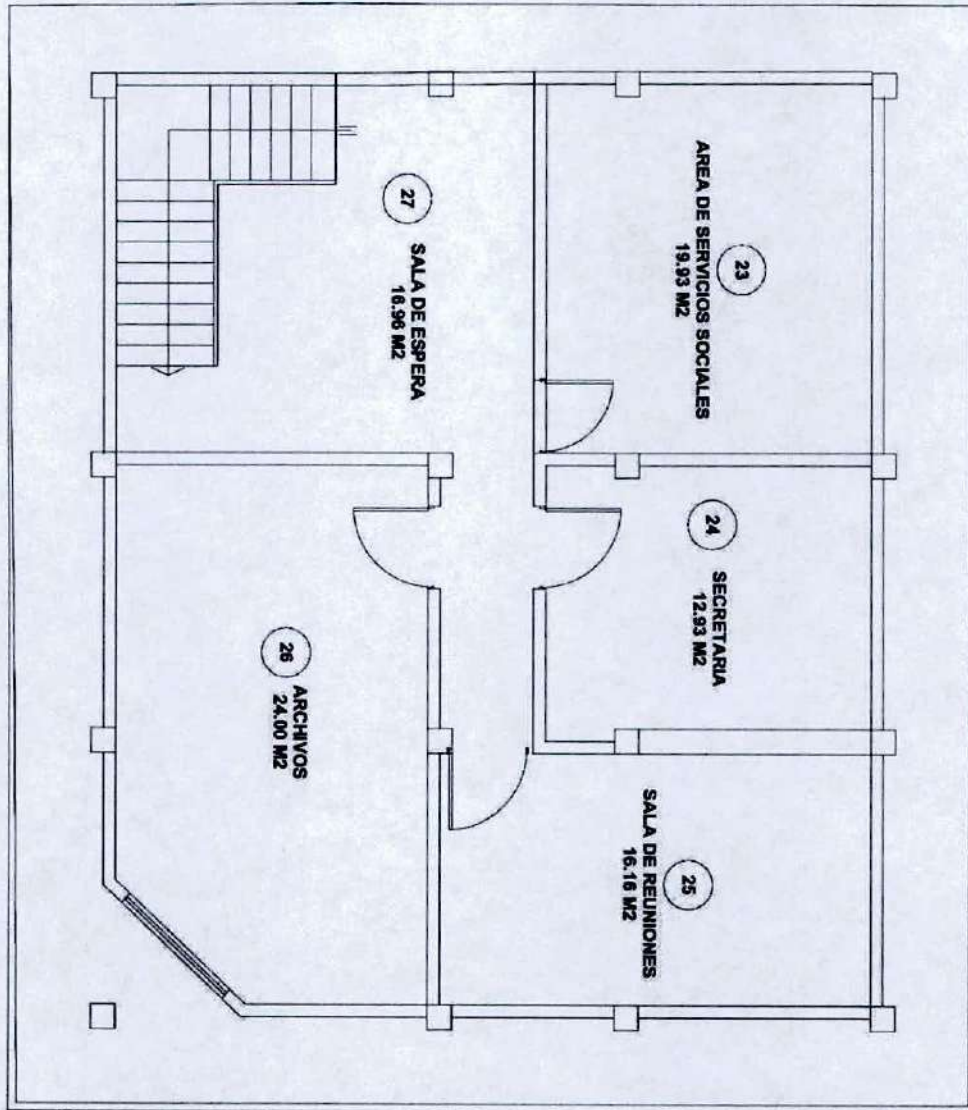 23
AREA DE SERVICIOS SOCIALES
19.93 M2
24
SECRETARIA
12.93 M2
25
SALA DE REUNIONES
16.16 M2
27
SALA DE ESPERA
16.96 M2
26
ARCHIVOS
24.00 M2